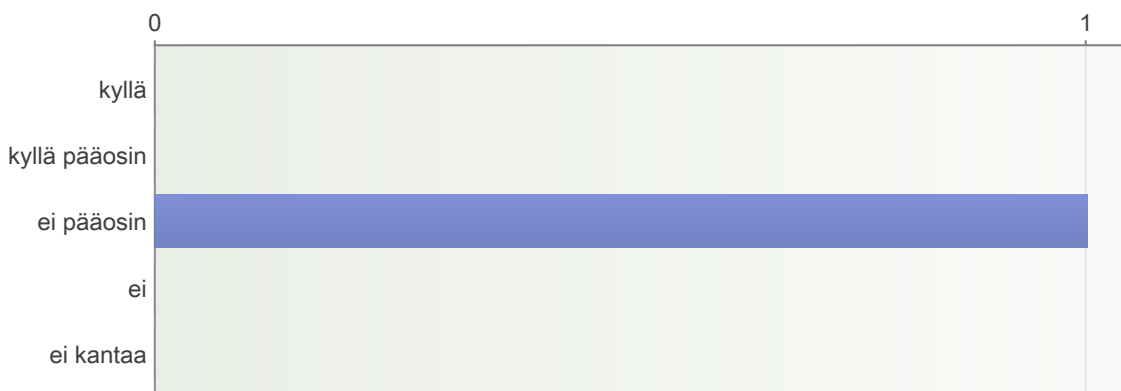 0 1
kyllä
kyllä pääosin
ei pääosin
ei
ei kantaa